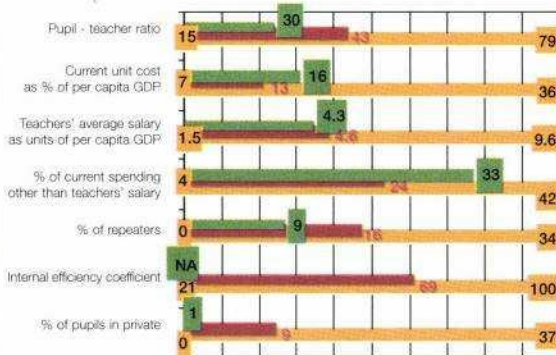 30
Pupil - teacher ratio
15 43 79
Current unit cost
as % of per capita GDP
16
7 13 36
4.3
Teachers' average salary
as units of per capita GDP
1.5 4.6 9.6
% of current spending
other than teachers' salary
33
4 24 42
% of repeaters
9
0 16 34
NA
Internal efficiency coefficient
21 69 100
1
% of pupils in private
0 9 37